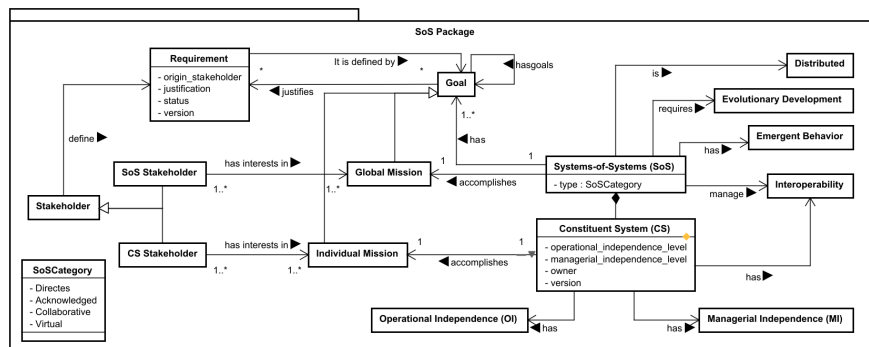 SoS Package
Requirement
- origin_stakeholder
- justification
- status
- version
It is defined by ▶
*
*
◀ justifies
Goal
◀ hasgoals
1..*
◀ has
1
is ▶
Distributed
requires ▶
Evolutionary Development
has ▶
Emergent Behavior
manage ▶
Interoperability
define ▶
SoS Stakeholder
has interests in ▶
1..*
1..*
Global Mission
1
◀ accomplishes
1
Systems-of-Systems (SoS)
- type : SoSCategory
Stakeholder
CS Stakeholder
has interests in ▶
1..*
1..*
Individual Mission
1
◀ accomplishes
1
Constituent System (CS)
- operational_independence_level
- managerial_independence_level
- owner
- version
has ▶
SoSCategory
- Directes
- Acknowledged
- Collaborative
- Virtual
Operational Independence (OI)
◀ has
has ▶
Managerial Independence (MI)